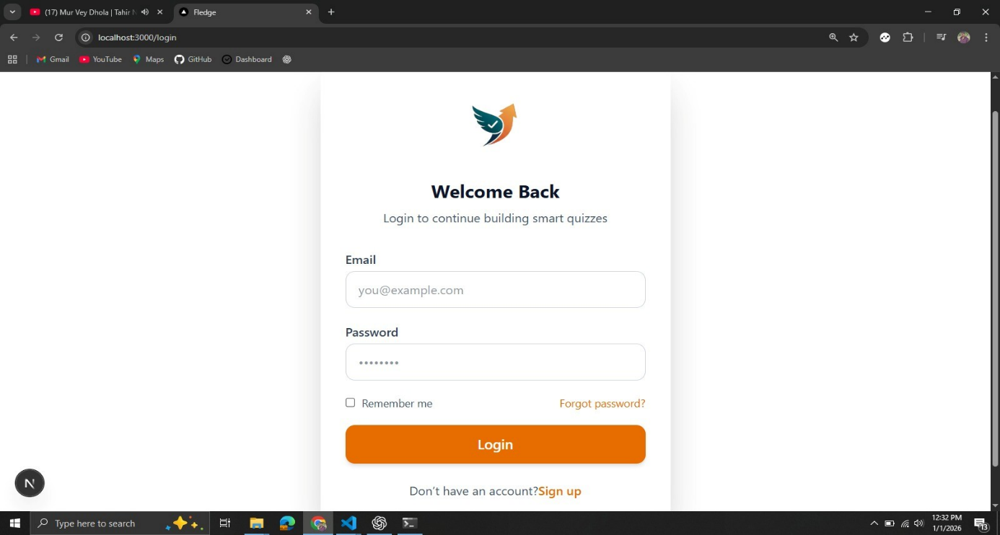 (17) Mur Vey Dhola | Tahir N
Fledge
localhost:3000/login
Gmail
YouTube
Maps
GitHub
Dashboard
Welcome Back
Login to continue building smart quizzes
Email
you@example.com
Password
Remember me
Forgot password?
Login
N
Don't have an account?Sign up
Type here to search
12:32 PM
1/1/2026
13